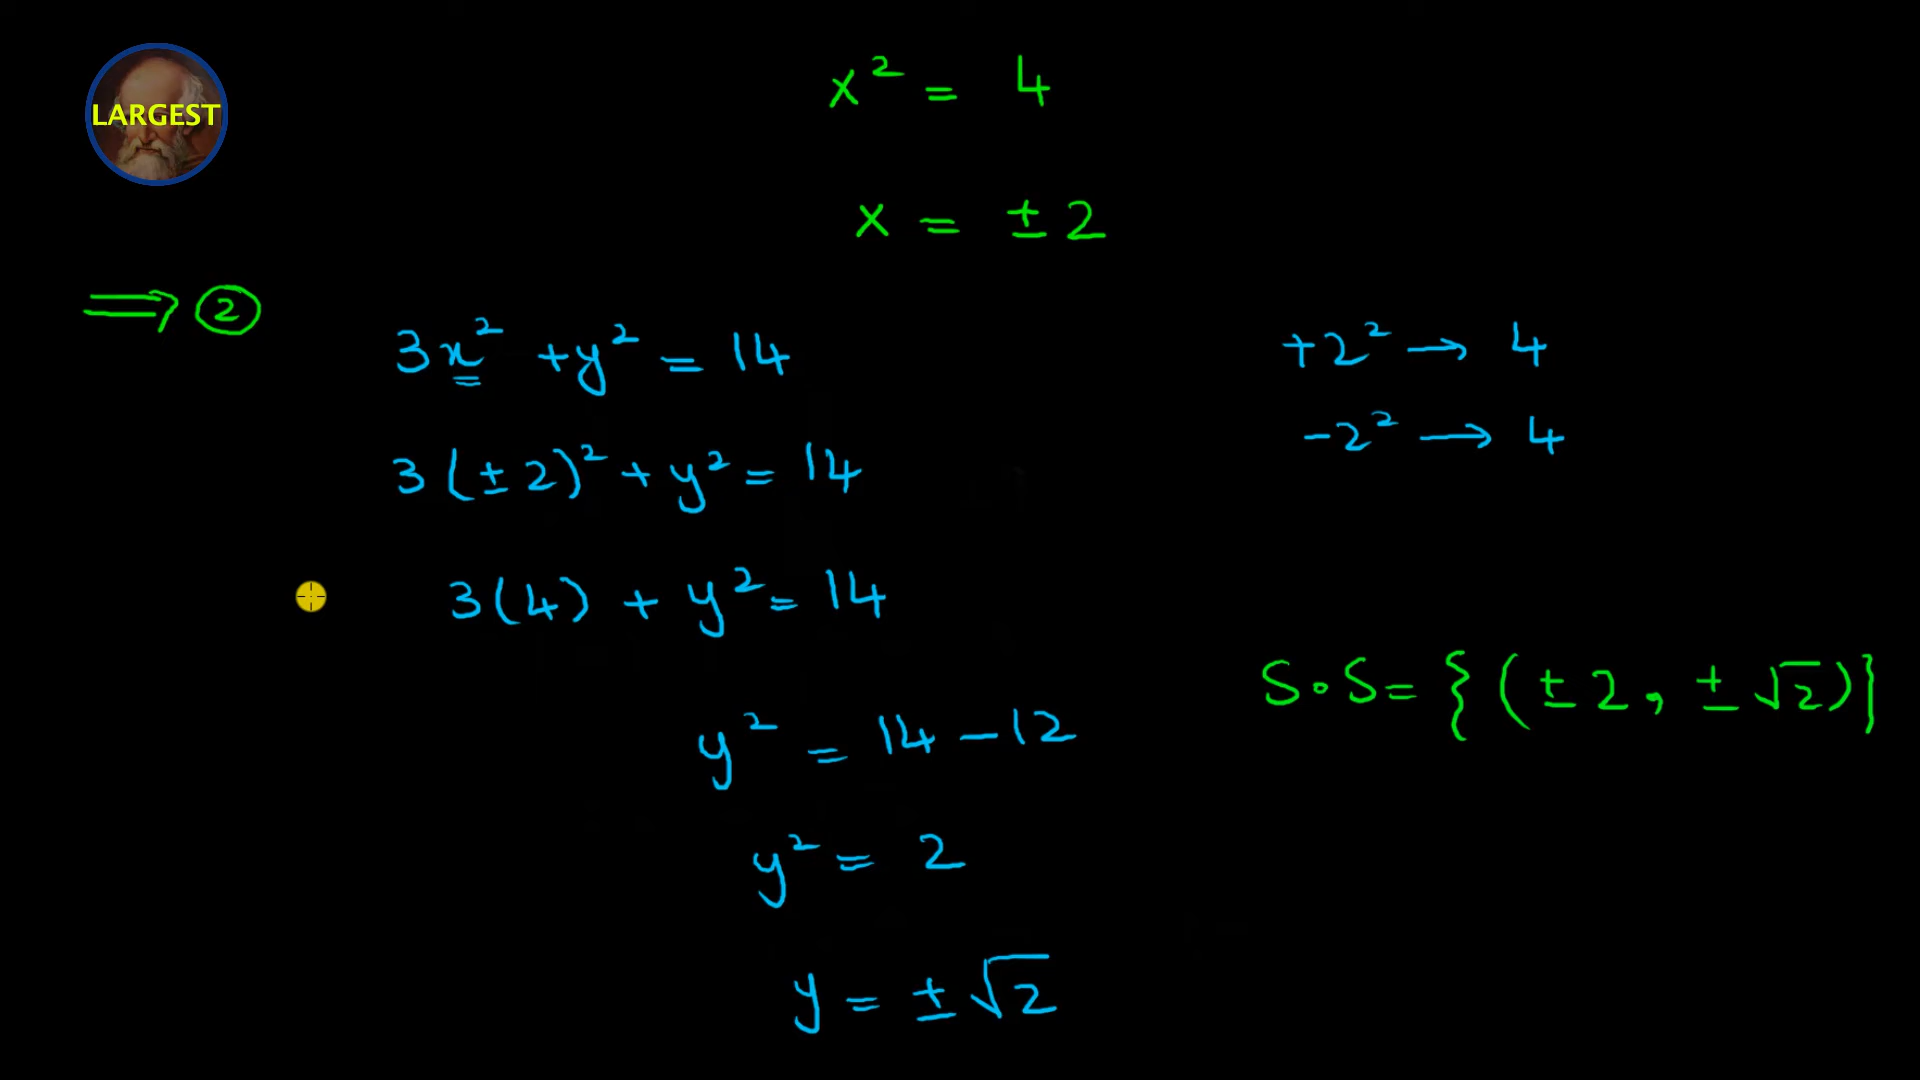 LARGEST
x² = 4
x = ± 2
⟹ ②
3x² + y² = 14
+2² → 4
-2² → 4
3(± 2)² + y² = 14
3(4) + y² = 14
S.S = {(± 2, ± √2)}
y² = 14 - 12
y² = 2
y = ± √2